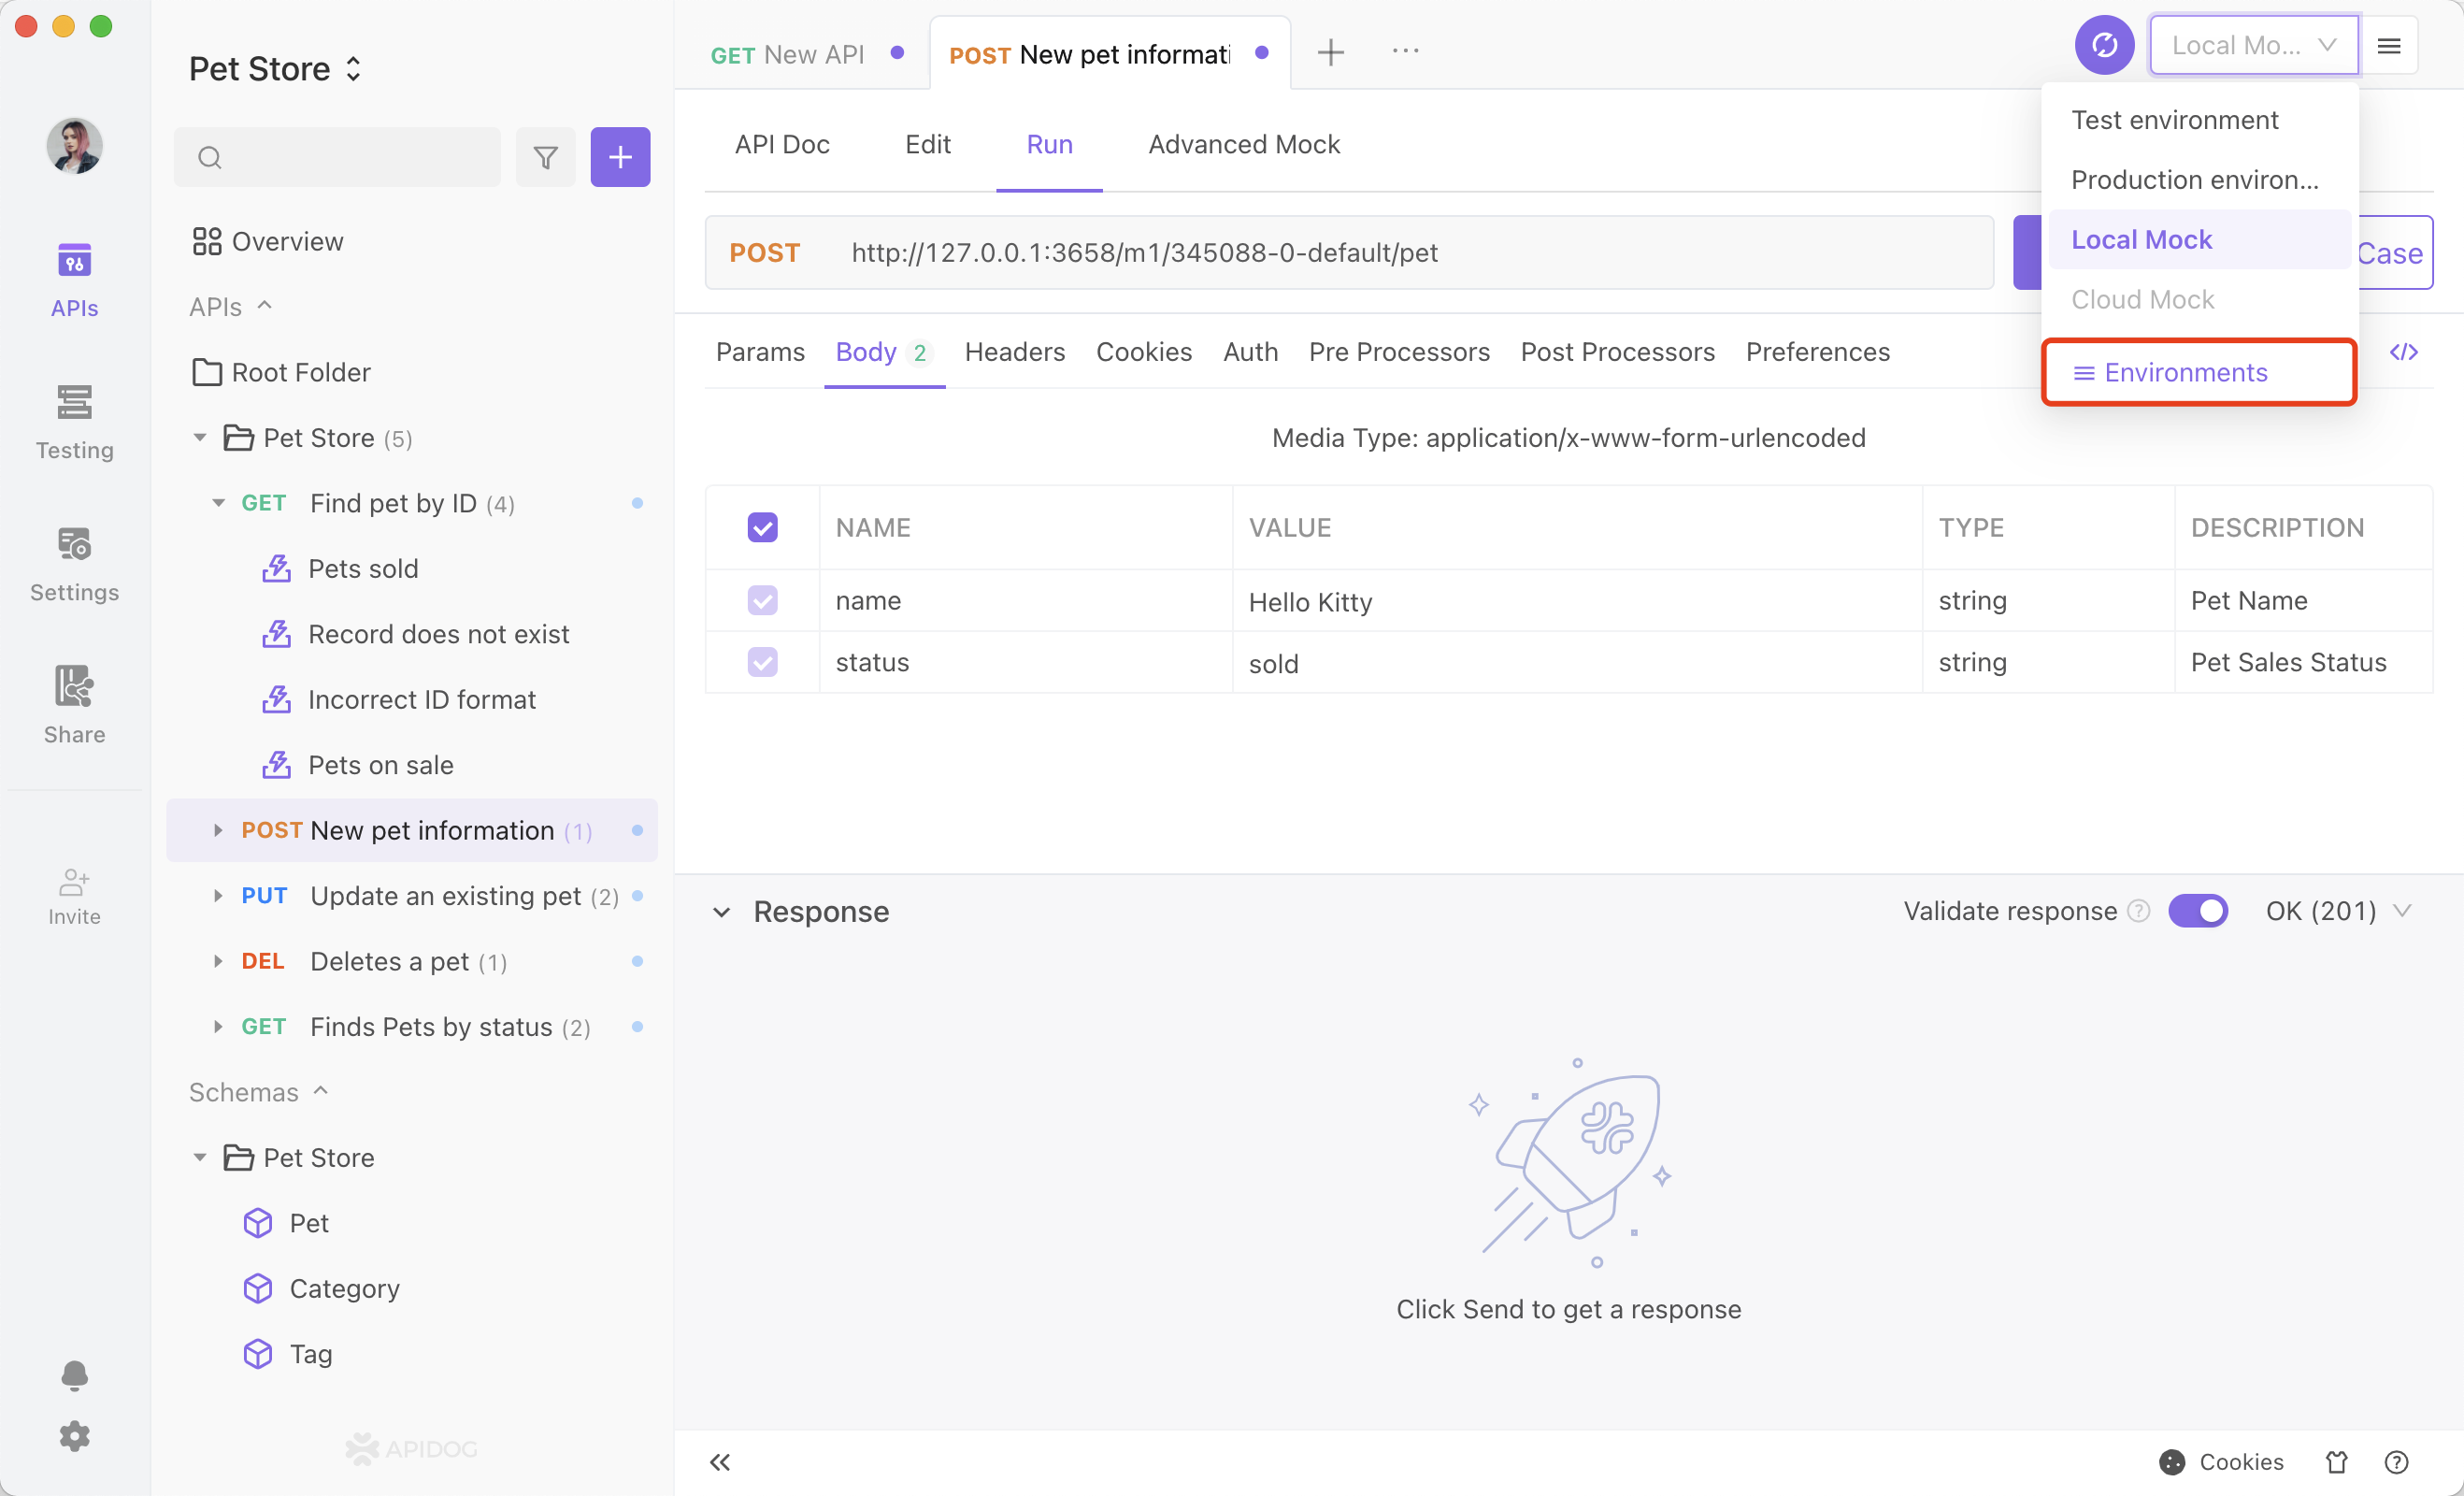 APIs
Testing
Settings
Share
Invite
Pet Store
Overview
APIs
Root Folder
Pet Store (5)
GET Find pet by ID (4)
Pets sold
Record does not exist
Incorrect ID format
Pets on sale
POST New pet information (1)
PUT Update an existing pet (2)
DEL Deletes a pet (1)
GET Finds Pets by status (2)
Schemas
Pet Store
Pet
Category
Tag
APIDOG
GET New API
POST New pet informati
Local Mo...
Test environment
Production environ...
Local Mock
Cloud Mock
Environments
API Doc Edit Run Advanced Mock
POST http://127.0.0.1:3658/m1/345088-0-default/pet
Case
Params Body 2 Headers Cookies Auth Pre Processors Post Processors Preferences
Media Type: application/x-www-form-urlencoded
NAME VALUE TYPE DESCRIPTION
name Hello Kitty string Pet Name
status sold string Pet Sales Status
Response
Validate response ? OK (201)
Click Send to get a response
Cookies